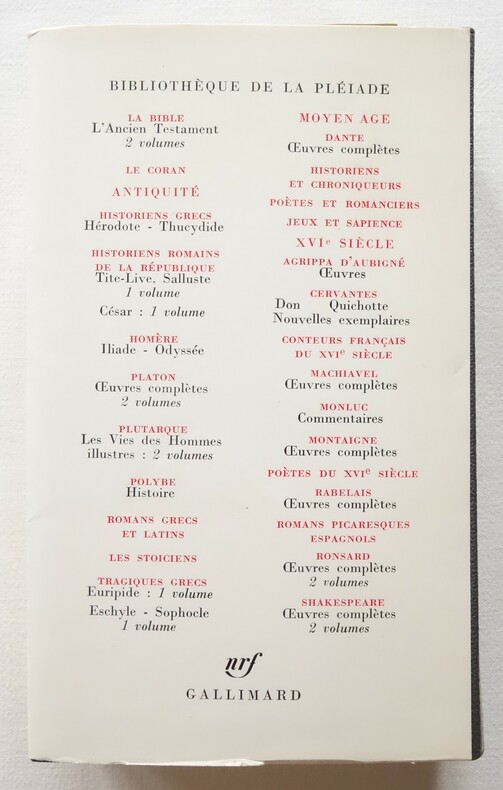 BIBLIOTHÈQUE DE LA PLÉIADE
LA BIBLE
L'Ancien Testament
2 volumes
LE CORAN
ANTIQUITÉ
HISTORIENS GRECS
Hérodote - Thucydide
HISTORIENS ROMAINS
DE LA RÉPUBLIQUE
Tite-Live, Salluste
1 volume
César : 1 volume
HOMÈRE
Iliade - Odyssée
PLATON
Œuvres complètes
2 volumes
PLUTARQUE
Les Vies des Hommes
illustres : 2 volumes
POLYBE
Histoire
ROMANS GRECS
ET LATINS
LES STOICIENS
TRAGIQUES GRECS
Euripide : 1 volume
Eschyle - Sophocle
1 volume
MOYEN AGE
DANTE
Œuvres complètes
HISTORIENS
ET CHRONIQUEURS
POÈTES ET ROMANCIERS
JEUX ET SAPIENCE
XVIe SIÈCLE
AGRIPPA D'AUBIGNÉ
Œuvres
CERVANTES
Don Quichotte
Nouvelles exemplaires
CONTEURS FRANÇAIS
DU XVIe SIÈCLE
MACHIAVEL
Œuvres complètes
MONLUC
Commentaires
MONTAIGNE
Œuvres complètes
POÈTES DU XVIe SIÈCLE
RABELAIS
Œuvres complètes
ROMANS PICARESQUES
ESPAGNOLS
RONSARD
Œuvres complètes
2 volumes
SHAKESPEARE
Œuvres complètes
2 volumes
nrf
GALLIMARD